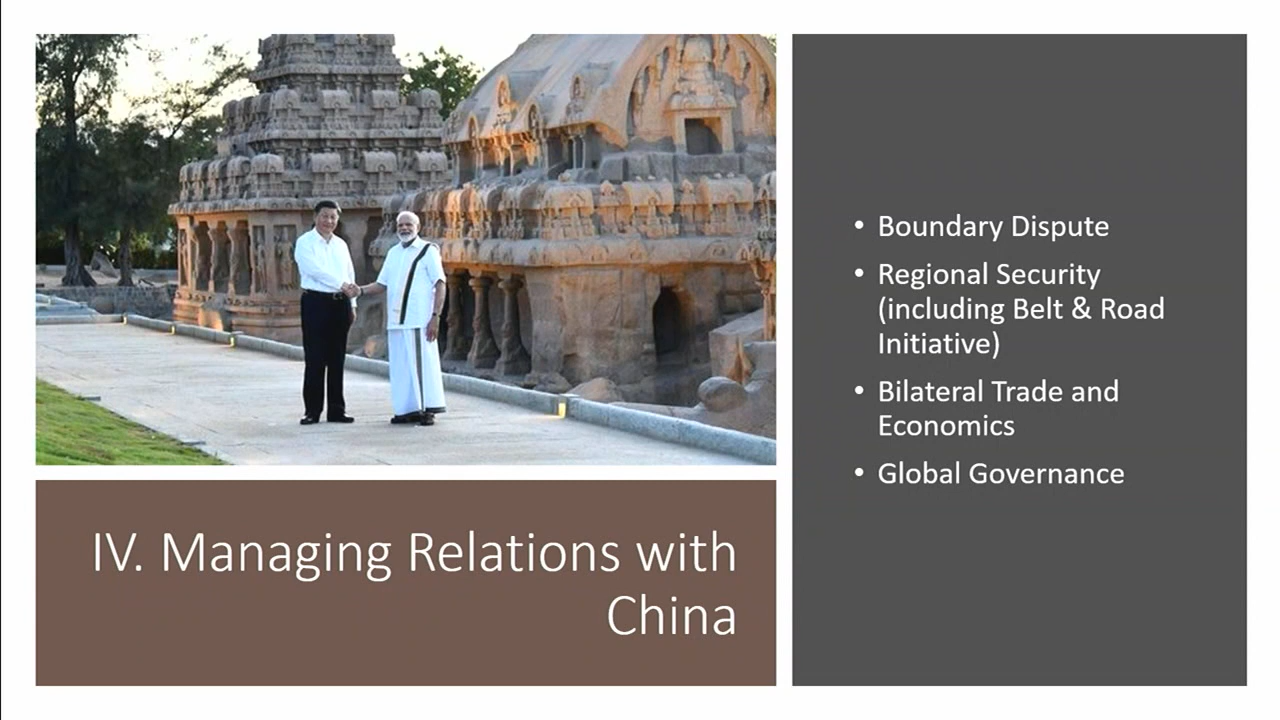 IV. Managing Relations with
China
• Boundary Dispute
• Regional Security
(including Belt & Road
Initiative)
• Bilateral Trade and
Economics
• Global Governance